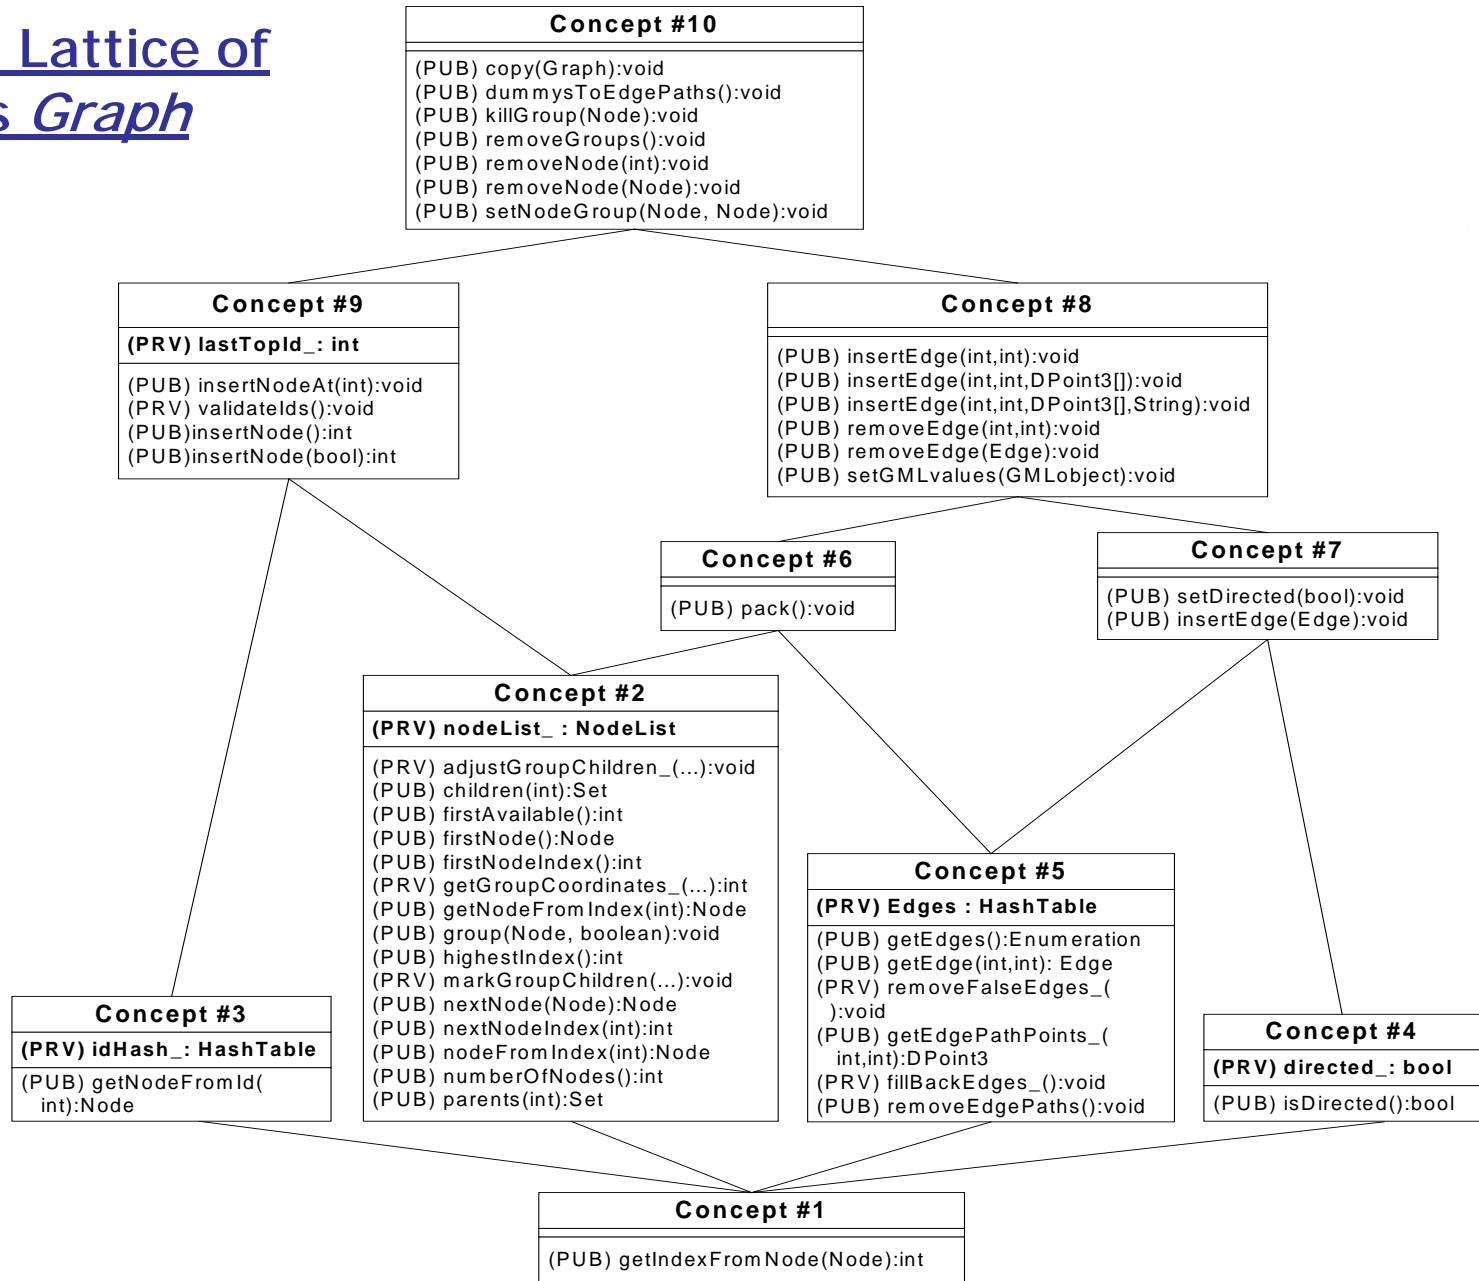 Lattice of
s Graph
Concept #10
(PUB) copy(Graph):void
(PUB) dummysToEdgePaths():void
(PUB) killGroup(Node):void
(PUB) removeGroups():void
(PUB) removeNode(int):void
(PUB) removeNode(Node):void
(PUB) setNodeGroup(Node, Node):void
Concept #9
(PRV) lastTopId_: int
(PUB) insertNodeAt(int):void
(PRV) validateIds():void
(PUB)insertNode():int
(PUB)insertNode(bool):int
Concept #8
(PUB) insertEdge(int,int):void
(PUB) insertEdge(int,int,DPoint3[]):void
(PUB) insertEdge(int,int,DPoint3[],String):void
(PUB) removeEdge(int,int):void
(PUB) removeEdge(Edge):void
(PUB) setGMLvalues(GMLobject):void
Concept #6
(PUB) pack():void
Concept #7
(PUB) setDirected(bool):void
(PUB) insertEdge(Edge):void
Concept #2
(PRV) nodeList_ : NodeList
(PRV) adjustGroupChildren_(...):void
(PUB) children(int):Set
(PUB) firstAvailable():int
(PUB) firstNode():Node
(PUB) firstNodeIndex():int
(PRV) getGroupCoordinates_(...):int
(PUB) getNodeFromIndex(int):Node
(PUB) group(Node, boolean):void
(PUB) highestIndex():int
(PRV) markGroupChildren(...):void
(PUB) nextNode(Node):Node
(PUB) nextNodeIndex(int):int
(PUB) nodeFromIndex(int):Node
(PUB) numberOfNodes():int
(PUB) parents(int):Set
Concept #5
(PRV) Edges : HashTable
(PUB) getEdges():Enumeration
(PUB) getEdge(int,int): Edge
(PRV) removeFalseEdges_(
):void
(PUB) getEdgePathPoints_(
int,int):DPoint3
(PRV) fillBackEdges_():void
(PUB) removeEdgePaths():void
Concept #3
(PRV) idHash_: HashTable
(PUB) getNodeFromId(
int):Node
Concept #4
(PRV) directed_: bool
(PUB) isDirected():bool
Concept #1
(PUB) getIndexFromNode(Node):int